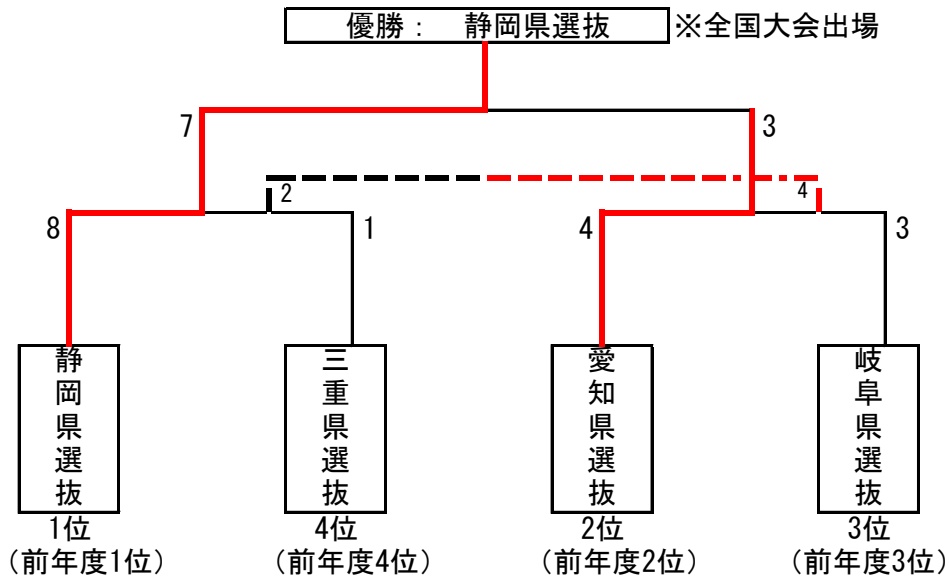 優勝： 静岡県選抜 ※全国大会出場
7 3
2 4
8 1 4 3
静岡県選抜
三重県選抜
愛知県選抜
岐阜県選抜
1位 4位 2位 3位
(前年度1位) (前年度4位) (前年度2位) (前年度3位)